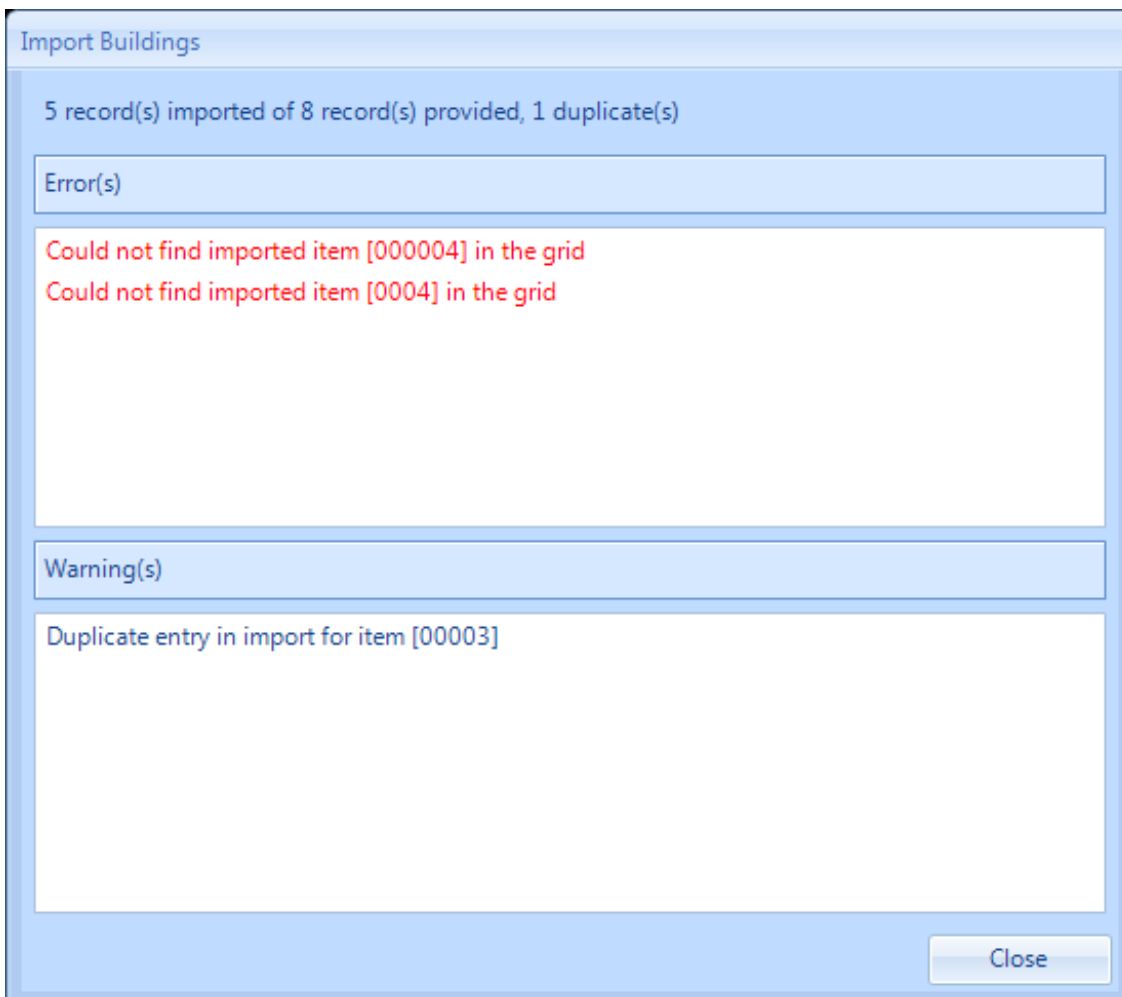 Import Buildings
5 record(s) imported of 8 record(s) provided, 1 duplicate(s)
Error(s)
Could not find imported item [000004] in the grid
Could not find imported item [0004] in the grid
Warning(s)
Duplicate entry in import for item [00003]
Close